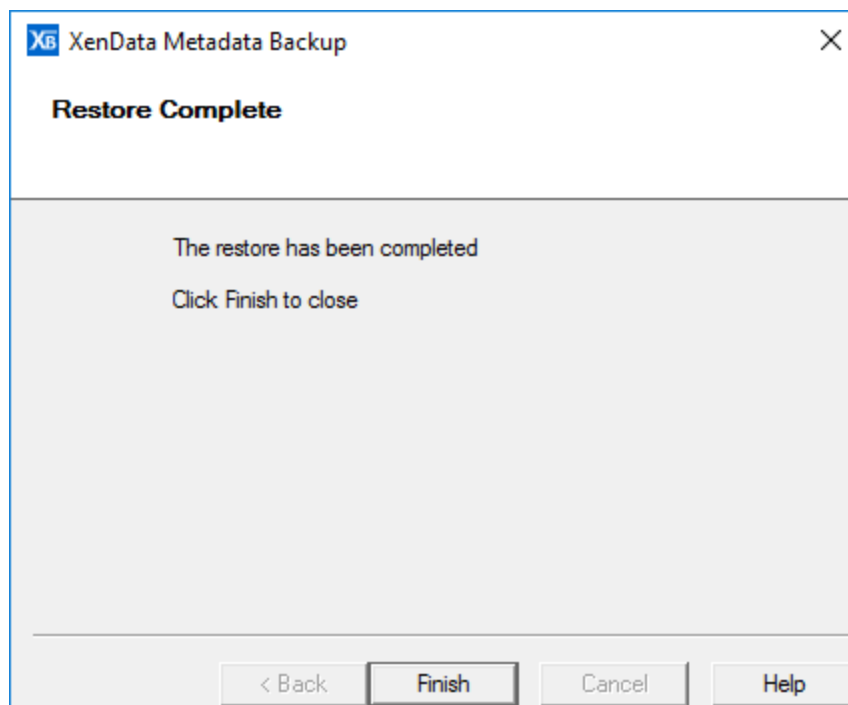 XB XenData Metadata Backup
Restore Complete
The restore has been completed
Click Finish to close
< Back Finish Cancel Help